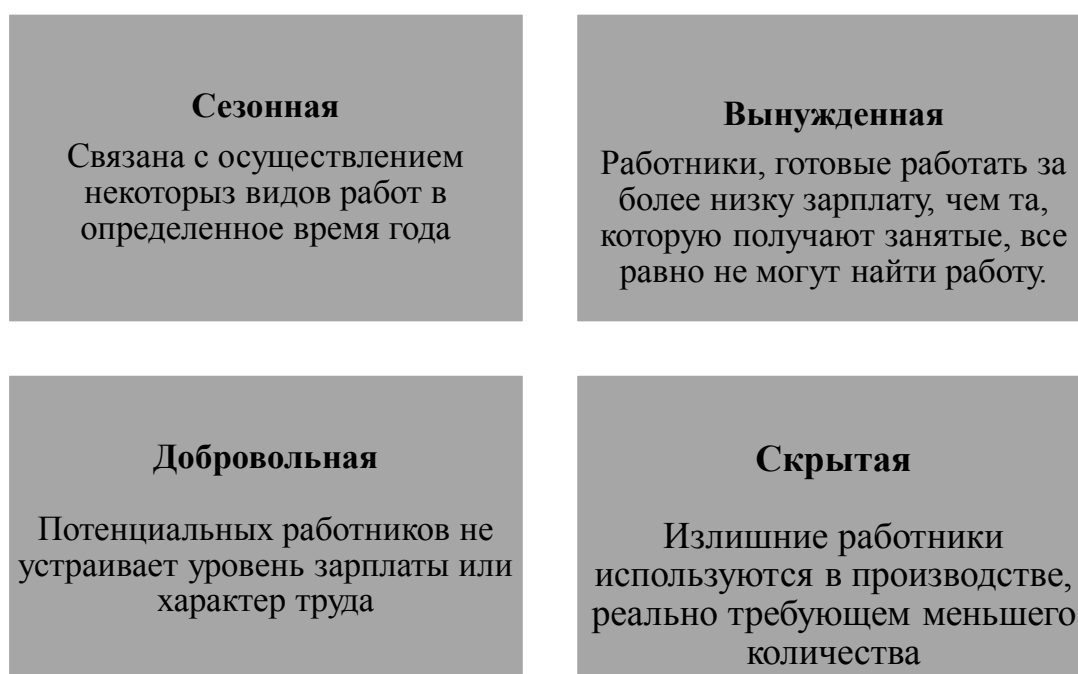 Сезонная
Связана с осуществлением
некоторыз видов работ в
определенное время года
Вынужденная
Работники, готовые работать за
более низку зарплату, чем та,
которую получают занятые, все
равно не могут найти работу.
Добровольная
Потенциальных работников не
устраивает уровень зарплаты или
характер труда
Скрытая
Излишние работники
используются в производстве,
реально требующем меньшего
количества